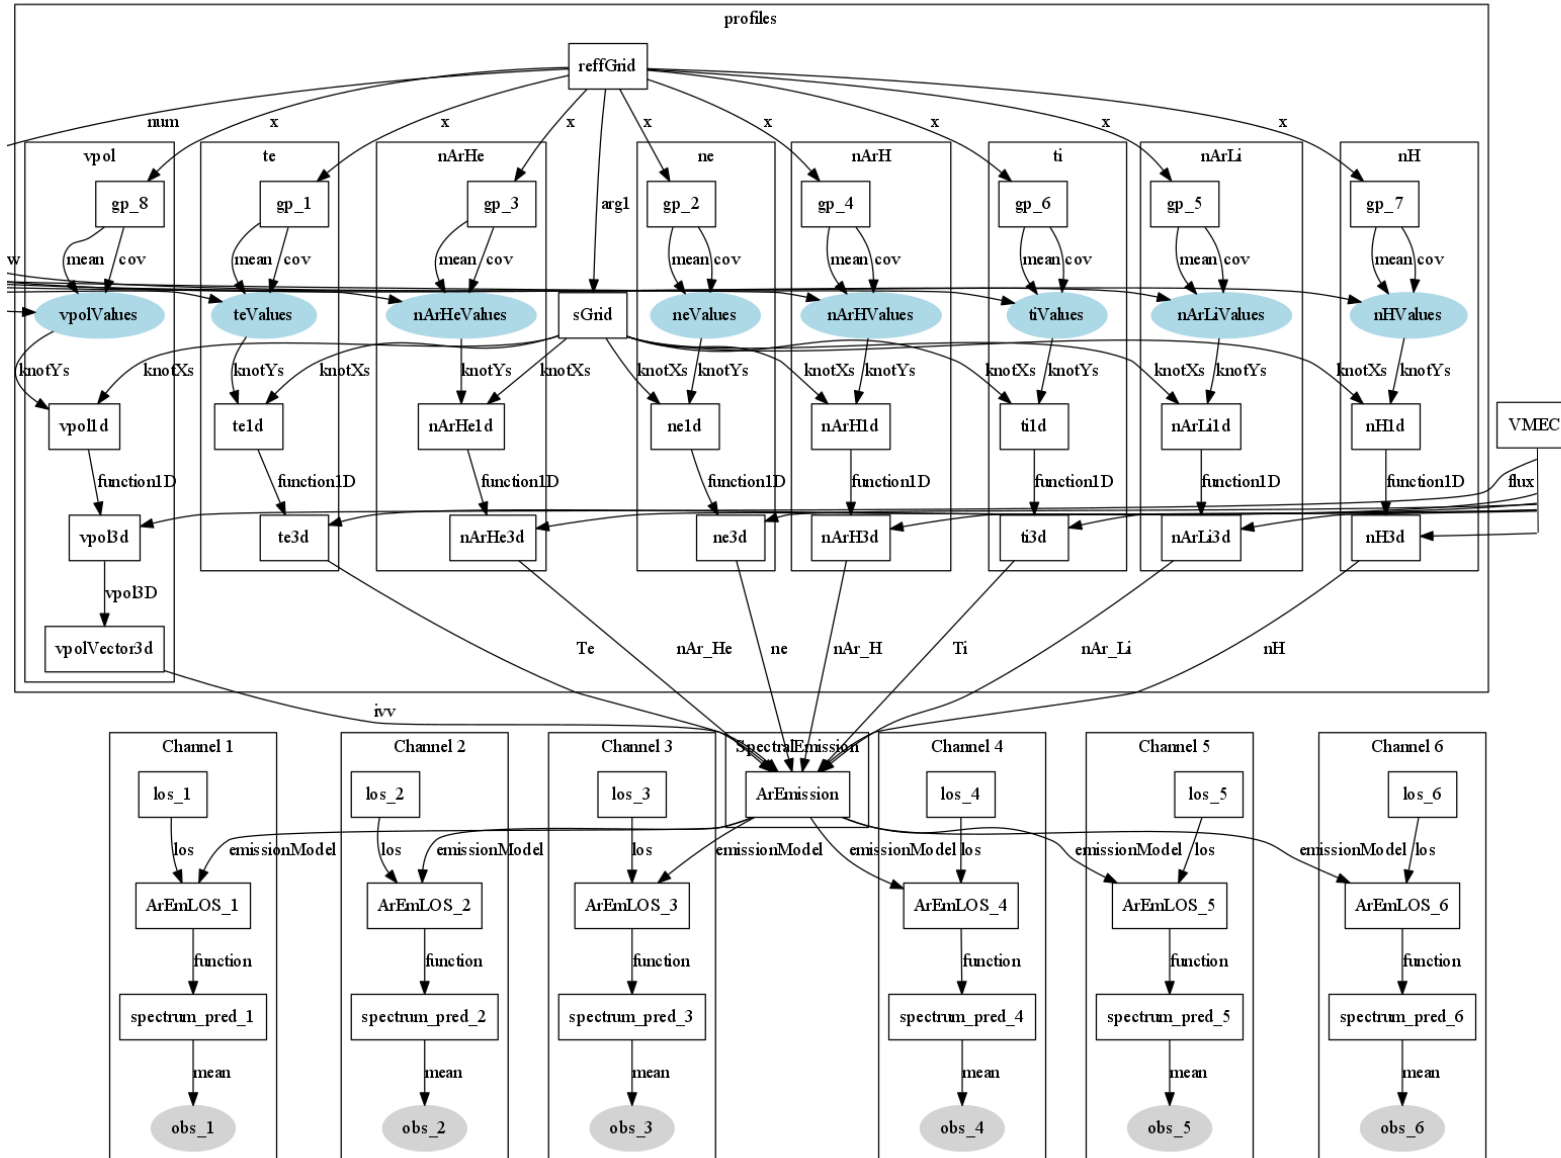 profiles
reffGrid
num
x
x
x
x
x
x
x
x
vpol
te
nArHe
ne
nArH
ti
nArLi
nH
gp_8
gp_1
gp_3
arg1
gp_2
gp_4
gp_6
gp_5
gp_7
w
mean
cov
mean
cov
mean
cov
mean
cov
mean
cov
mean
cov
mean
cov
mean
cov
vpolValues
teValues
nArHeValues
sGrid
neValues
nArHValues
tiValues
nArLiValues
nHValues
knotYs
knotXs
knotYs
knotXs
knotYs
knotXs
knotXs
knotYs
knotXs
knotYs
knotXs
knotYs
knotXs
knotYs
knotXs
knotYs
vpol1d
te1d
nArHe1d
ne1d
nArH1d
ti1d
nArLi1d
nH1d
VMEC
function1D
function1D
function1D
function1D
function1D
function1D
function1D
function1D
flux
vpol3d
te3d
nArHe3d
ne3d
nArH3d
ti3d
nArLi3d
nH3d
vpol3D
vpolVector3d
Te
nAr_He
ne
nAr_H
Ti
nAr_Li
nH
ivv
Channel 1
Channel 2
Channel 3
SpectralEmission
Channel 4
Channel 5
Channel 6
los_1
los_2
los_3
ArEmission
los_4
los_5
los_6
los
emissionModel
los
emissionModel
los
emissionModel
emissionModel
los
emissionModel
los
emissionModel
los
ArEmLOS_1
ArEmLOS_2
ArEmLOS_3
ArEmLOS_4
ArEmLOS_5
ArEmLOS_6
function
function
function
function
function
function
spectrum_pred_1
spectrum_pred_2
spectrum_pred_3
spectrum_pred_4
spectrum_pred_5
spectrum_pred_6
mean
mean
mean
mean
mean
mean
obs_1
obs_2
obs_3
obs_4
obs_5
obs_6